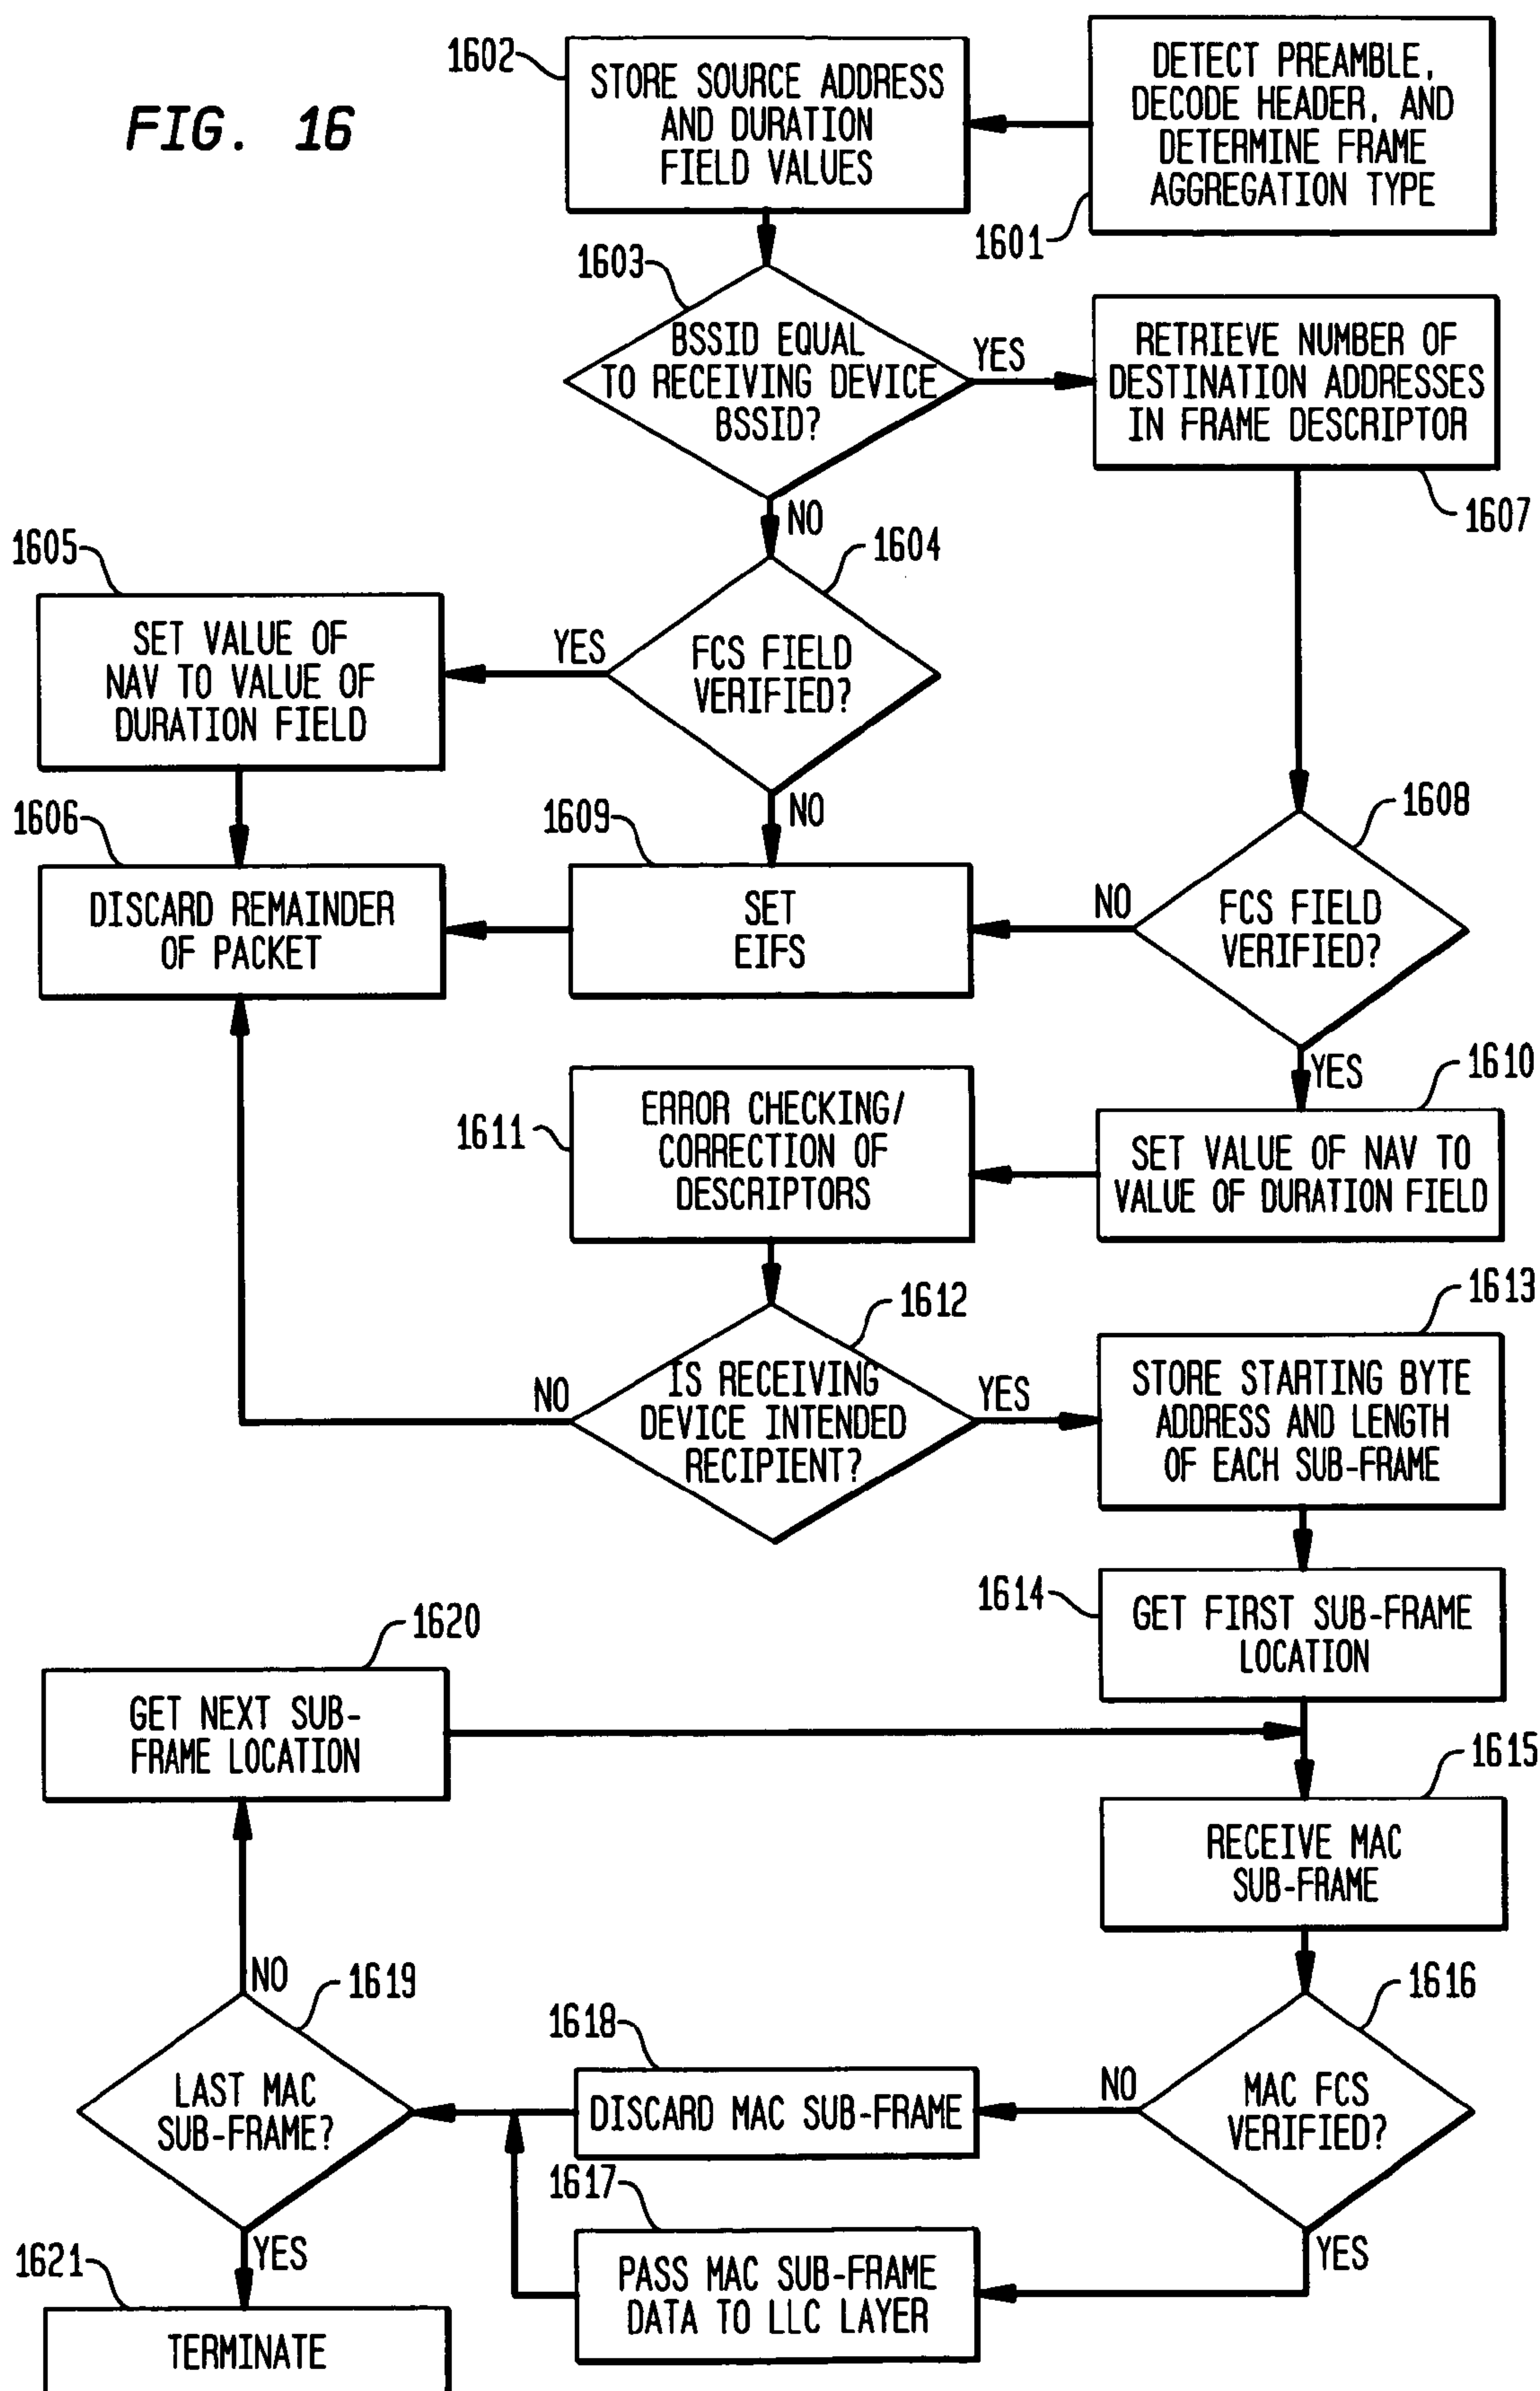 FIG. 16
1602
STORE SOURCE ADDRESS
AND DURATION
FIELD VALUES
DETECT PREAMBLE,
DECODE HEADER, AND
DETERMINE FRAME
AGGREGATION TYPE
1601
1603
BSSID EQUAL
TO RECEIVING DEVICE
BSSID?
YES
NO
RETRIEVE NUMBER OF
DESTINATION ADDRESSES
IN FRAME DESCRIPTOR
1607
1605
SET VALUE OF
NAV TO VALUE OF
DURATION FIELD
YES
1604
FCS FIELD
VERIFIED?
NO
1606
DISCARD REMAINDER
OF PACKET
1609
SET
EIFS
NO
1608
FCS FIELD
VERIFIED?
YES
1610
SET VALUE OF NAV TO
VALUE OF DURATION FIELD
1611
ERROR CHECKING/
CORRECTION OF
DESCRIPTORS
1612
NO
IS RECEIVING
DEVICE INTENDED
RECIPIENT?
YES
1613
STORE STARTING BYTE
ADDRESS AND LENGTH
OF EACH SUB-FRAME
1614
GET FIRST SUB-FRAME
LOCATION
1620
GET NEXT SUB-
FRAME LOCATION
1615
RECEIVE MAC
SUB-FRAME
NO
1619
LAST MAC
SUB-FRAME?
YES
1618
DISCARD MAC SUB-FRAME
NO
1616
MAC FCS
VERIFIED?
YES
1617
PASS MAC SUB-FRAME
DATA TO LLC LAYER
1621
TERMINATE